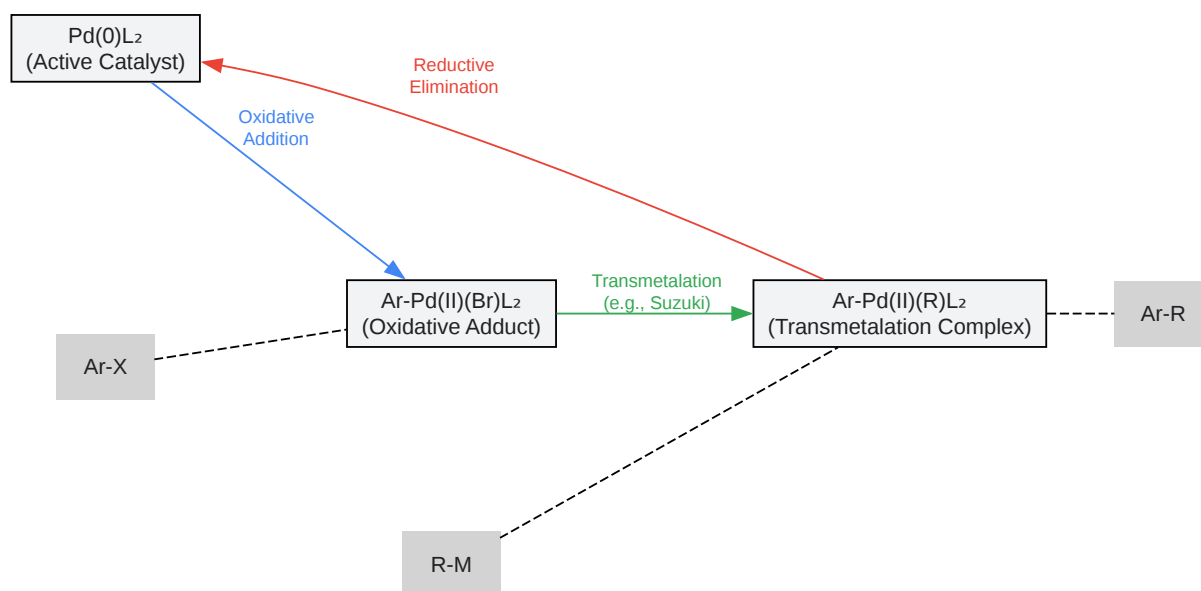 Pd(0)L₂
(Active Catalyst)
Reductive
Elimination
Oxidative
Addition
Transmetalation
(e.g., Suzuki)
Ar-Pd(II)(Br)L₂
(Oxidative Adduct)
Ar-Pd(II)(R)L₂
(Transmetalation Complex)
Ar-R
Ar-X
R-M